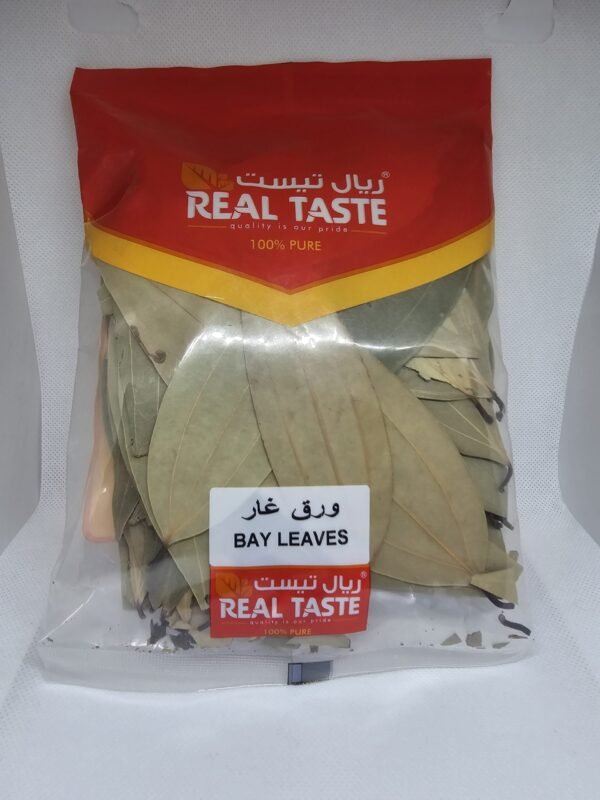 ريال تيست®
REAL TASTE
quality is our pride
100% PURE
ورق غار
BAY LEAVES
ريال تيست®
REAL TASTE
quality is our pride
100% PURE